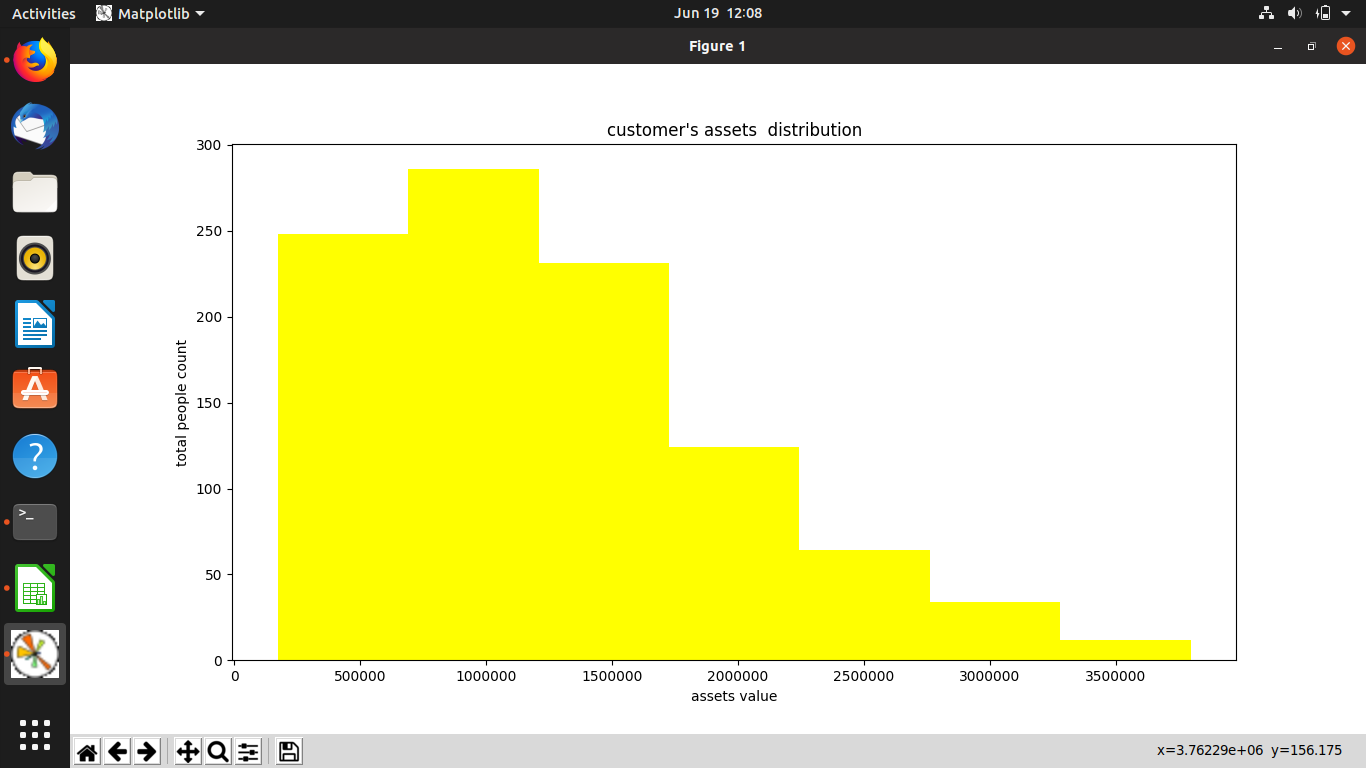 Activities Matplotlib Jun 19 12:08
Figure 1
customer's assets  distribution
300
250
200
150
100
50
0
total people count
0 500000 1000000 1500000 2000000 2500000 3000000 3500000
assets value
x=3.76229e+06 y=156.175